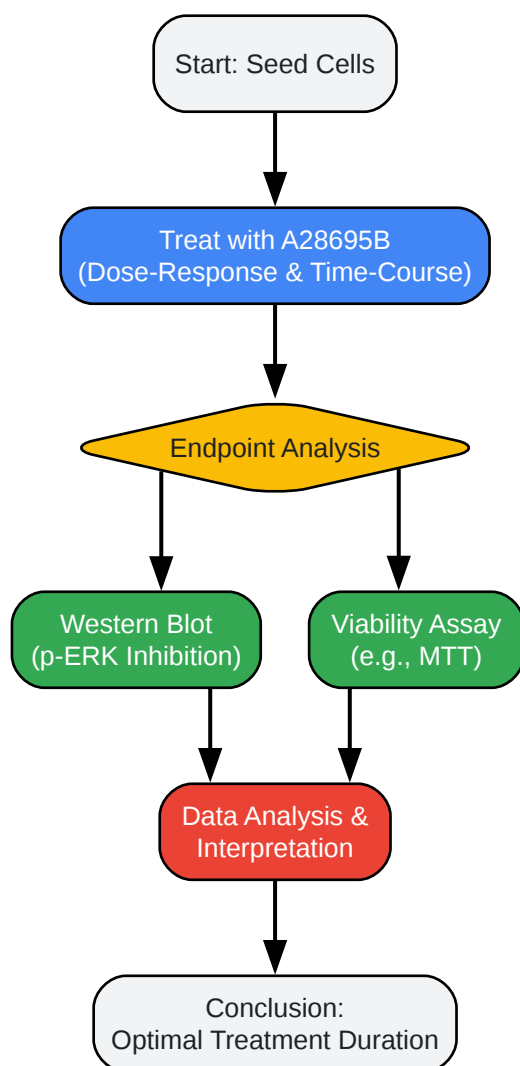 Start: Seed Cells
Treat with A28695B
(Dose-Response & Time-Course)
Endpoint Analysis
Western Blot
(p-ERK Inhibition)
Viability Assay
(e.g., MTT)
Data Analysis &
Interpretation
Conclusion:
Optimal Treatment Duration